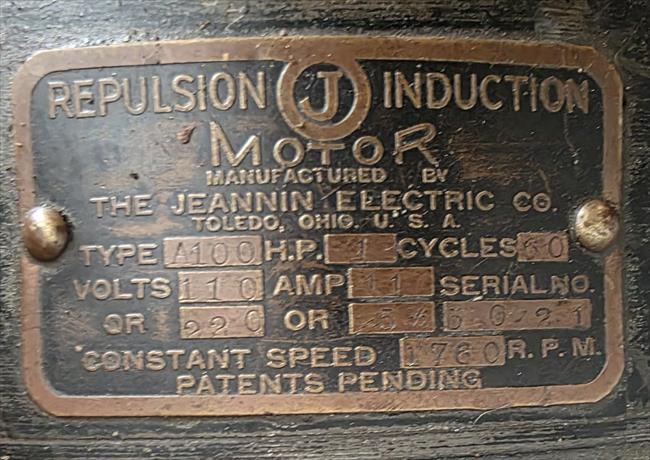 REPULSION J INDUCTION
MOTOR
MANUFACTURED BY
THE JEANNIN ELECTRIC CO.
TOLEDO, OHIO. U. S. A.
TYPE A100 H.P. 1 CYCLES 60
VOLTS 110 AMP 11 SERIAL NO.
OR 220 OR
CONSTANT SPEED 1760 R. P. M.
PATENTS PENDING